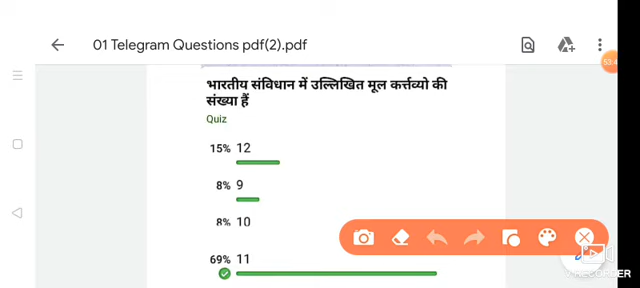 01 Telegram Questions pdf(2).pdf
भारतीय संविधान में उल्लिखित मूल कर्त्तव्यो की
संख्या हैं
Quiz
15% 12
8% 9
8% 10
69% 11